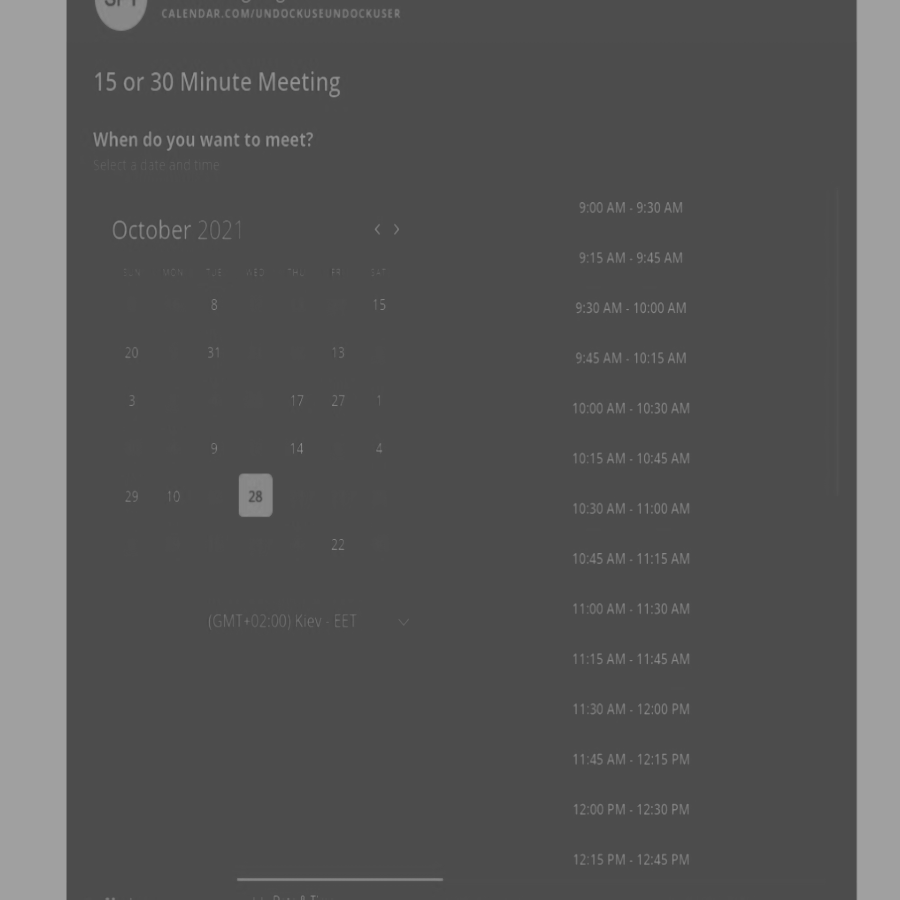 CALENDAR.COM/UNDOCKUSEUNDOCKUSER
15 or 30 Minute Meeting
When do you want to meet?
Select a date and time
October 2021
< >
SUN MON TUE WED THU FRI SAT
8 15
20 31 13
3 17 27 1
9 14 4
29 10 28
22
(GMT+02:00) Kiev - EET
9:00 AM - 9:30 AM
9:15 AM - 9:45 AM
9:30 AM - 10:00 AM
9:45 AM - 10:15 AM
10:00 AM - 10:30 AM
10:15 AM - 10:45 AM
10:30 AM - 11:00 AM
10:45 AM - 11:15 AM
11:00 AM - 11:30 AM
11:15 AM - 11:45 AM
11:30 AM - 12:00 PM
11:45 AM - 12:15 PM
12:00 PM - 12:30 PM
12:15 PM - 12:45 PM